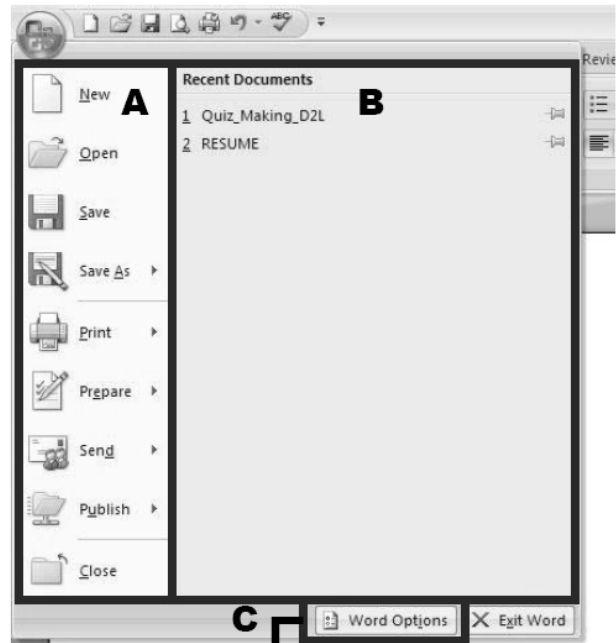 ABC
Revie
New
A
Open
Save
Save As
Print
Prepare
Send
Publish
Close
Recent Documents
B
1 Quiz_Making_D2L
2 RESUME
C
Word Options
Exit Word